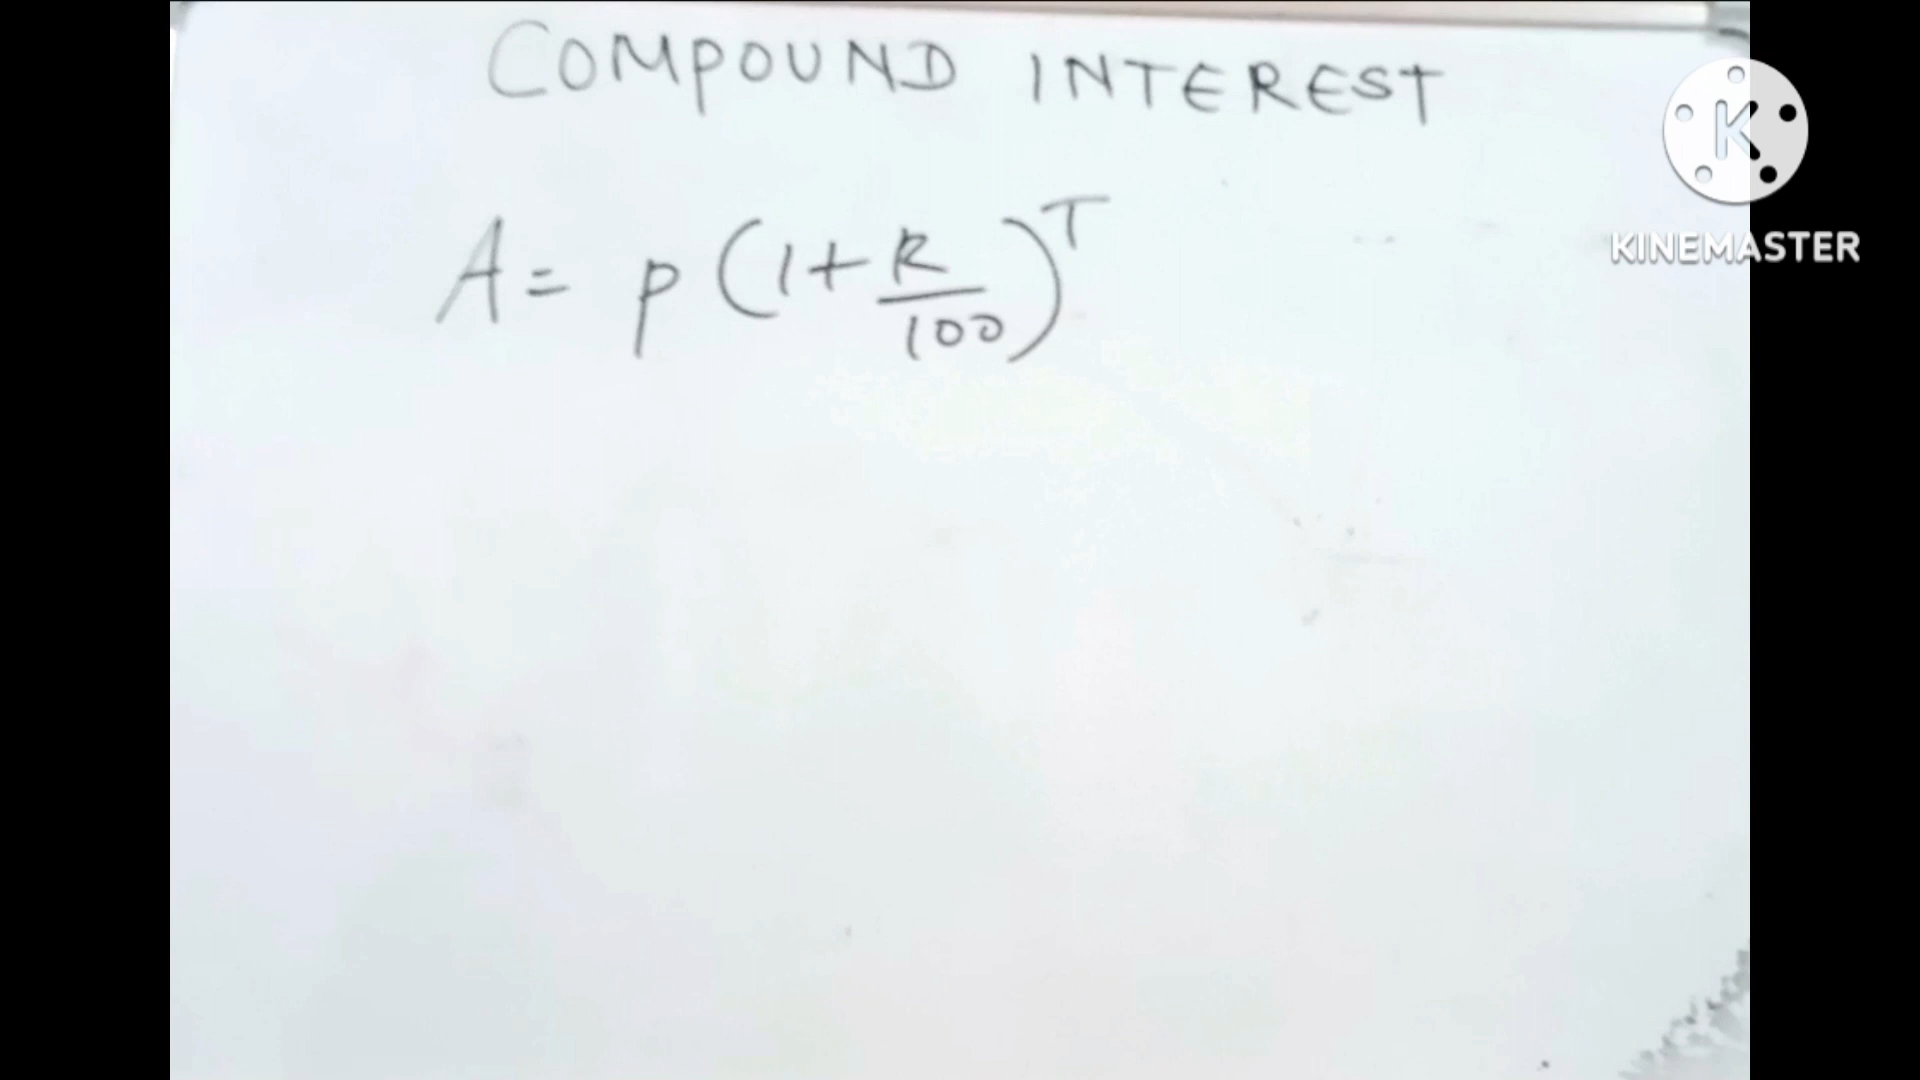 COMPOUND INTEREST
A = P (1 + R/100)^T
K
KINEMASTER